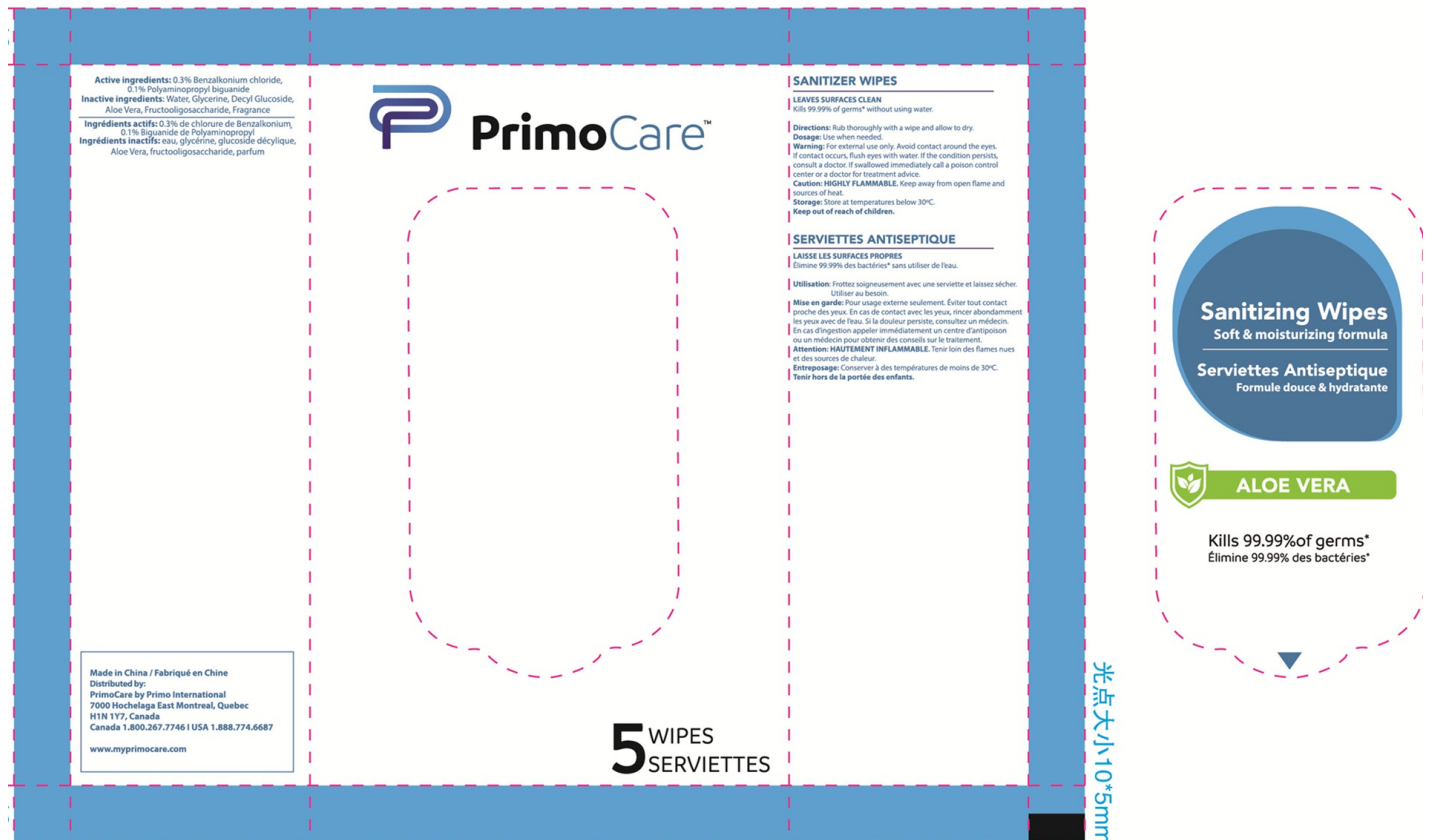 Active ingredients: 0.3% Benzalkonium chloride,
0.1% Polyaminopropyl biguanide
Inactive ingredients: Water, Glycerine, Decyl Glucoside,
Aloe Vera, Fructooligosaccharide, Fragrance
Ingrédients actifs: 0.3% de chlorure de Benzalkonium,
0.1% Biguanide de Polyaminopropyl
Ingrédients inactifs: eau, glycérine, glucoside décylique,
Aloe Vera, fructooligosaccharide, parfum
Made in China / Fabriqué en Chine
Distributed by:
PrimoCare by Primo International
7000 Hochelaga East Montreal, Quebec
H1N 1Y7, Canada
Canada 1.800.267.7746 I USA 1.888.774.6687
www.myprimocare.com
PrimoCare™
5 WIPES
SERVIETTES
SANITIZER WIPES
LEAVES SURFACES CLEAN
Kills 99.99% of germs* without using water.
Directions: Rub thoroughly with a wipe and allow to dry.
Dosage: Use when needed.
Warning: For external use only. Avoid contact around the eyes.
If contact occurs, flush eyes with water. If the condition persists,
consult a doctor. If swallowed immediately call a poison control
center or a doctor for treatment advice.
Caution: HIGHLY FLAMMABLE. Keep away from open flame and
sources of heat.
Storage: Store at temperatures below 30ºC.
Keep out of reach of children.
SERVIETTES ANTISEPTIQUE
LAISSE LES SURFACES PROPRES
Élimine 99.99% des bactéries* sans utiliser de l'eau.
Utilisation: Frottez soigneusement avec une serviette et laissez sécher.
Utiliser au besoin.
Mise en garde: Pour usage externe seulement. Éviter tout contact
proche des yeux. En cas de contact avec les yeux, rincer abondamment
les yeux avec de l'eau. Si la douleur persiste, consultez un médecin.
En cas d'ingestion appeler immédiatement un centre d'antipoison
ou un médecin pour obtenir des conseils sur le traitement.
Attention: HAUTEMENT INFLAMMABLE. Tenir loin des flames nues
et des sources de chaleur.
Entreposage: Conserver à des températures de moins de 30ºC.
Tenir hors de la portée des enfants.
光点大小10*5mm
Sanitizing Wipes
Soft & moisturizing formula
Serviettes Antiseptique
Formule douce & hydratante
ALOE VERA
Kills 99.99%of germs*
Élimine 99.99% des bactéries*